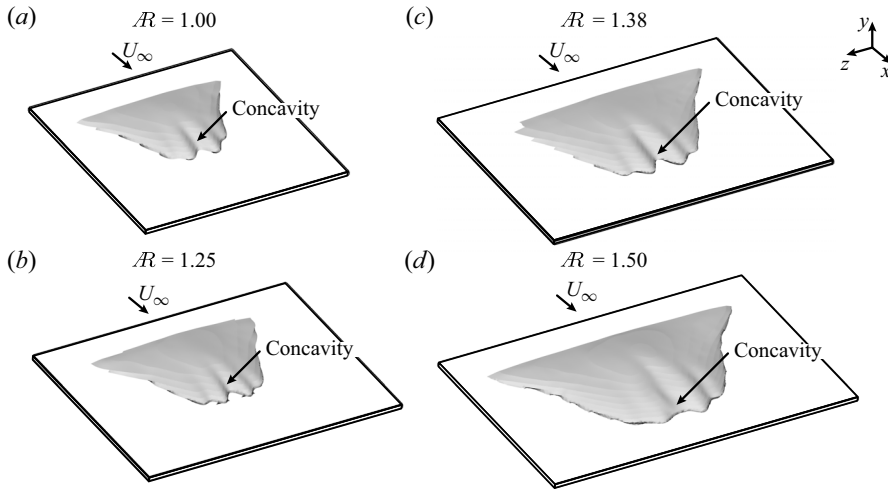 (a)
Æ = 1.00
U∞
Concavity
(b)
Æ = 1.25
U∞
Concavity
(c)
Æ = 1.38
U∞
Concavity
(d)
Æ = 1.50
U∞
Concavity
y
z
x